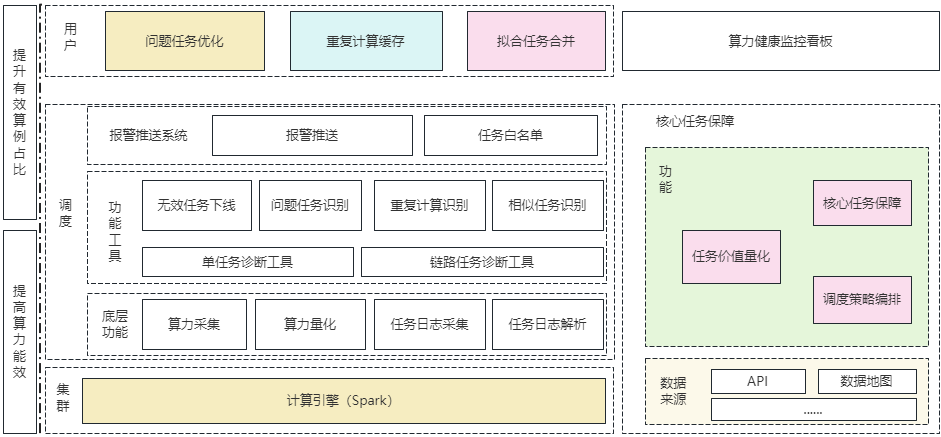 提升有效算例占比
提高算力能效
用户
问题任务优化
重复计算缓存
拟合任务合并
算力健康监控看板
调度
报警推送系统
报警推送
任务白名单
功能工具
无效任务下线
问题任务识别
重复计算识别
相似任务识别
单任务诊断工具
链路任务诊断工具
底层
功能
算力采集
算力量化
任务日志采集
任务日志解析
集群
计算引擎（Spark）
核心任务保障
功能
任务价值量化
核心任务保障
调度策略编排
数据
来源
API
数据地图
......